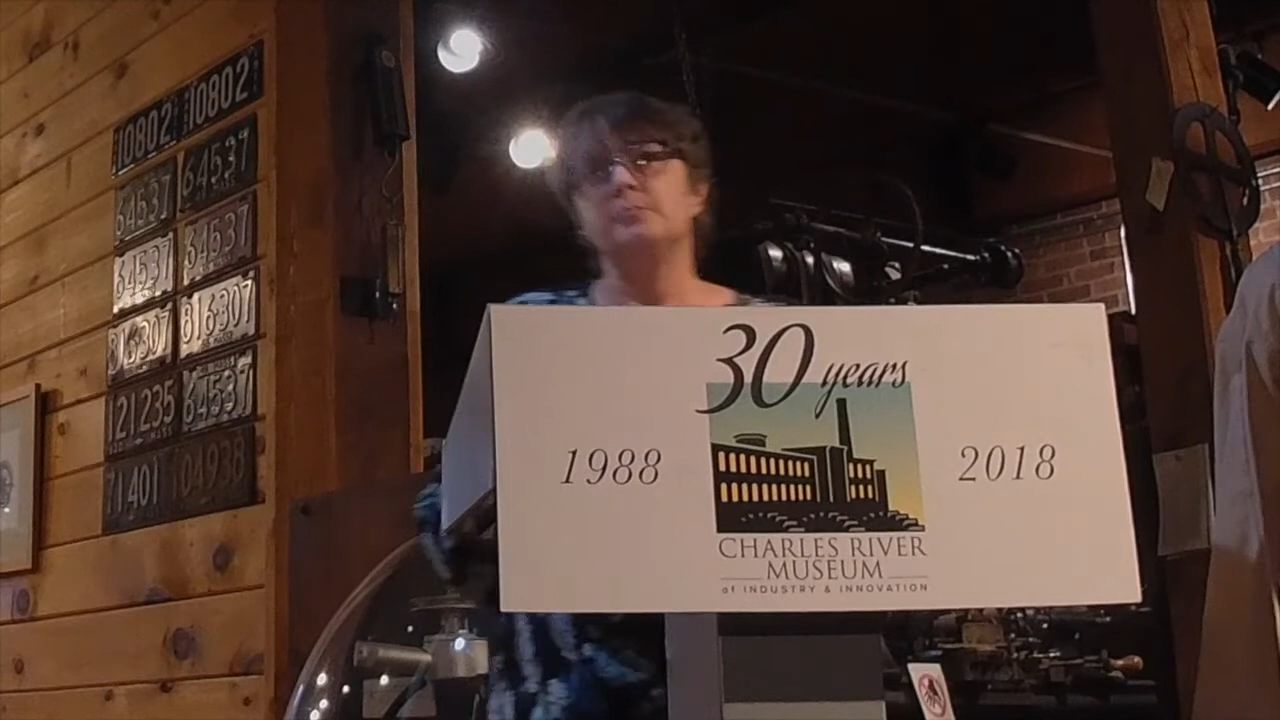 10802 10802
64537 64537
64537 64537
816307 816307
121235 64537
71401 104938
30 years
1988 2018
CHARLES RIVER
MUSEUM
of INDUSTRY & INNOVATION